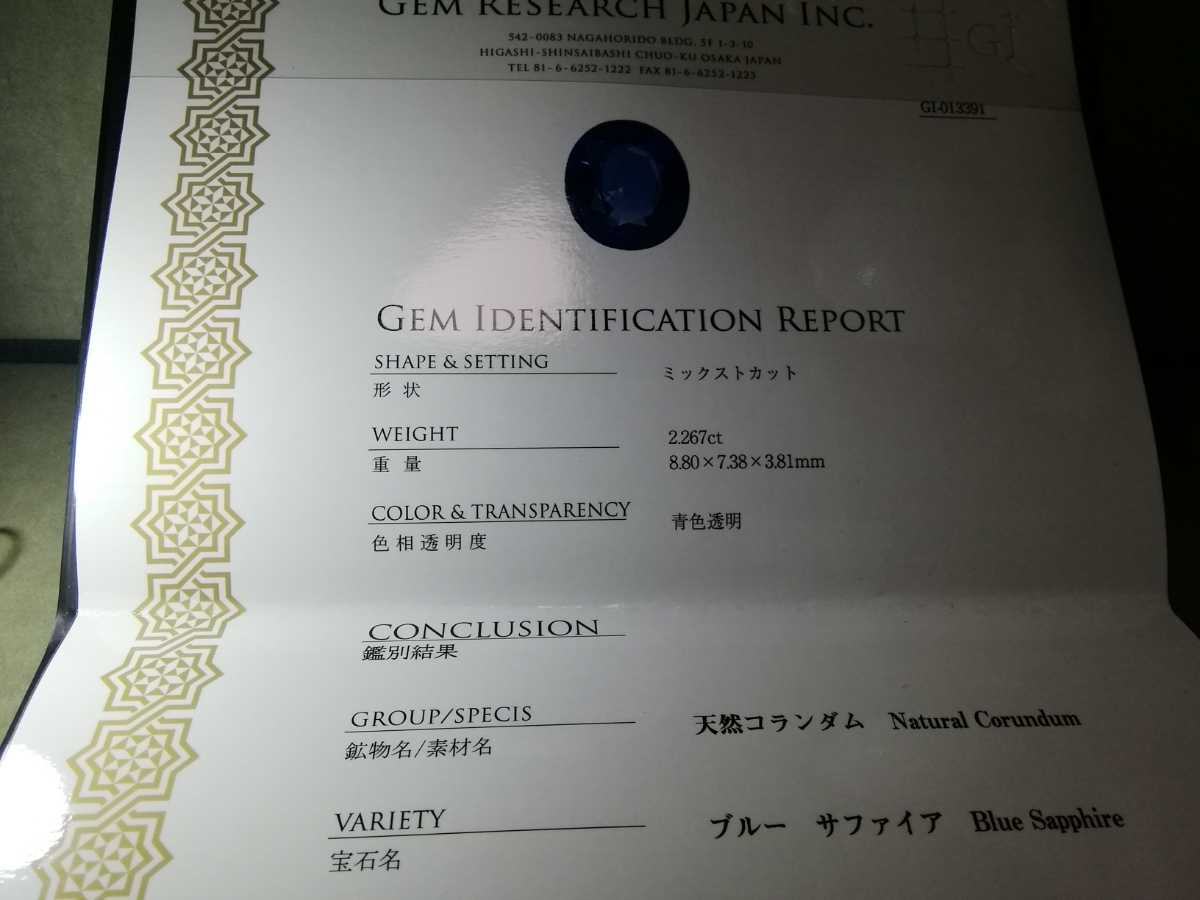 GEM RESEARCH JAPAN INC.
542-0083 NAGAHORIDO BLDG. 5F 1-3-10
HIGASHI-SHINSAIBASHI CHUO-KU OSAKA JAPAN
TEL 81-6-6252-1222 FAX 81-6-6252-1223
GI-013391
GEM IDENTIFICATION REPORT
SHAPE & SETTING
形 状
ミックストカット
WEIGHT
重 量
2.267ct
8.80×7.38×3.81mm
COLOR & TRANSPARENCY
色相透明度
青色透明
CONCLUSION
鑑別結果
GROUP/SPECIS
鉱物名/素材名
天然コランダム Natural Corundum
VARIETY
宝石名
ブルー サファイア Blue Sapphire